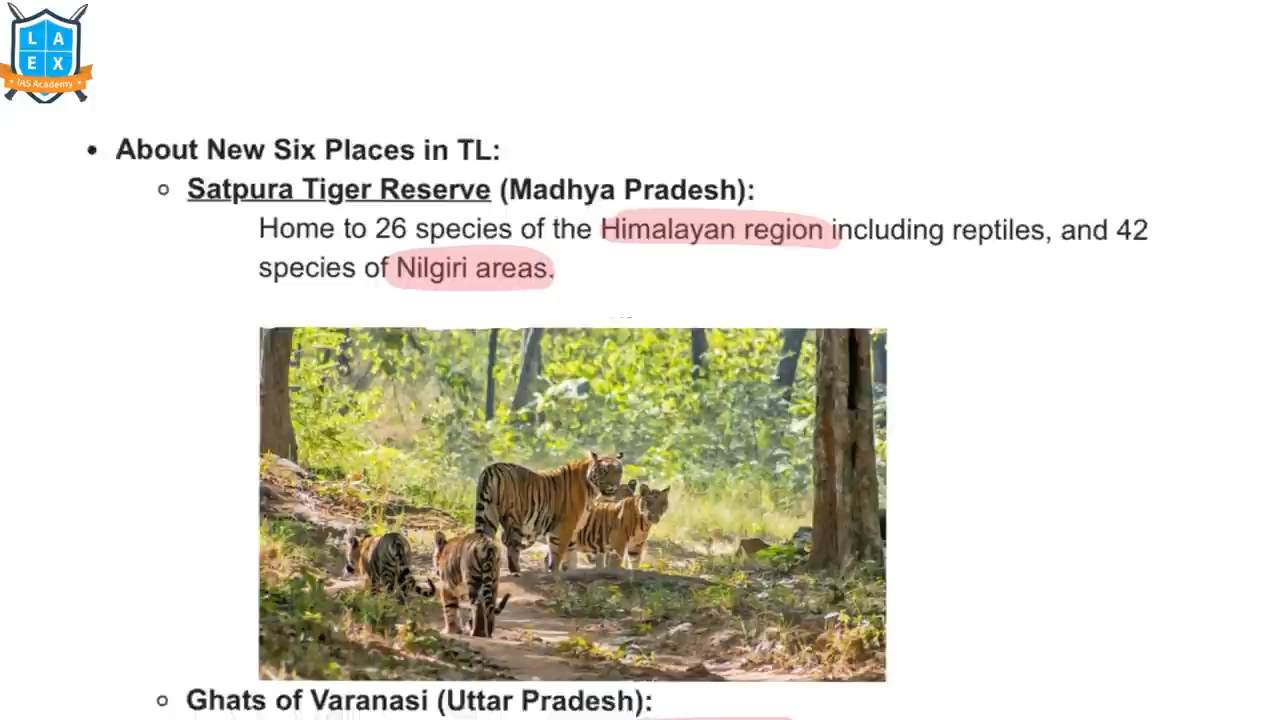 L A
E X
IAS Academy
• About New Six Places in TL:
o Satpura Tiger Reserve (Madhya Pradesh):
Home to 26 species of the Himalayan region including reptiles, and 42
species of Nilgiri areas.
o Ghats of Varanasi (Uttar Pradesh):